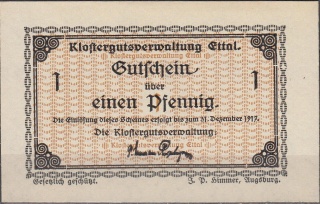 Klostergutsverwaltung Ettal.
Gutschein
über
1 einen Pfennig. 1
Die Einlösung dieses Scheines erfolgt bis zum 31. Dezember 1917.
Die Klostergutsverwaltung:
Gesetzlich geschützt. J. P. Himmer, Augsburg.